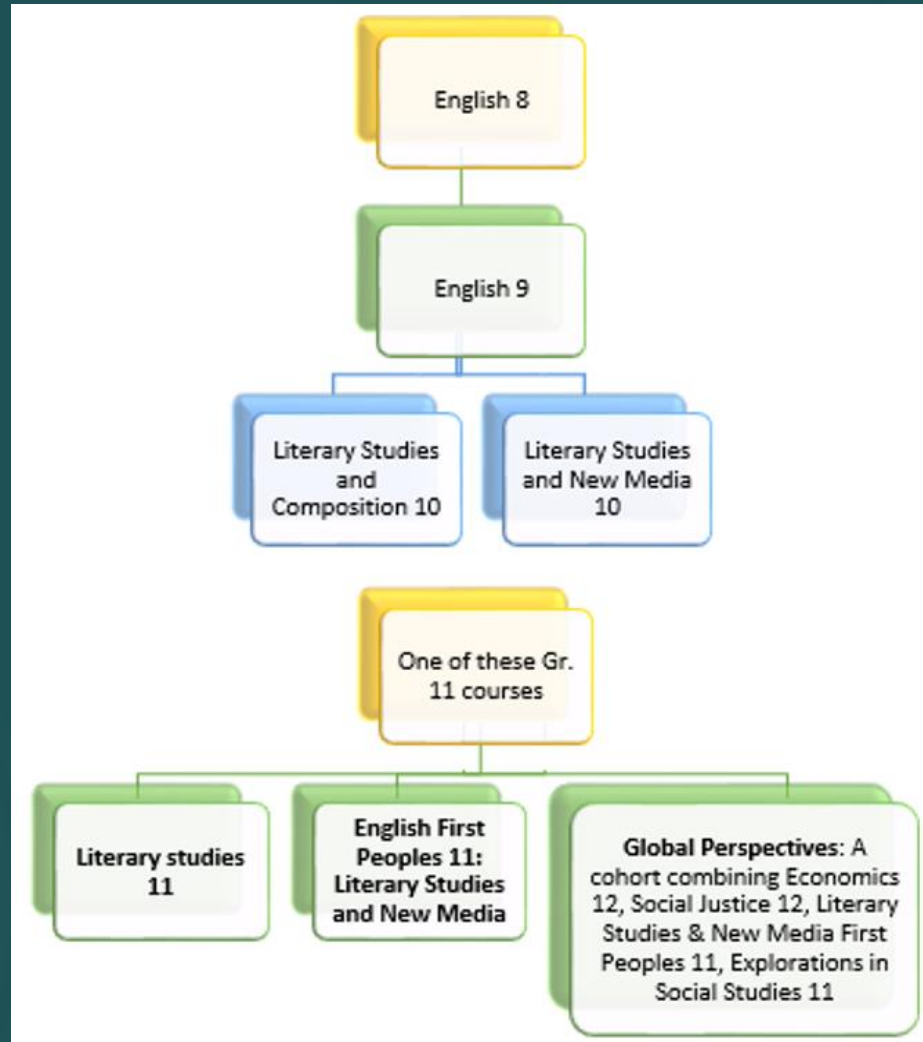 English 8
English 9
Literary Studies
and
Composition 10
Literary Studies
and New Media
10
One of these Gr.
11 courses
Literary studies
11
English First
Peoples 11:
Literary Studies
and New Media
Global Perspectives: A
cohort combining Economics
12, Social Justice 12, Literary
Studies & New Media First
Peoples 11, Explorations in
Social Studies 11